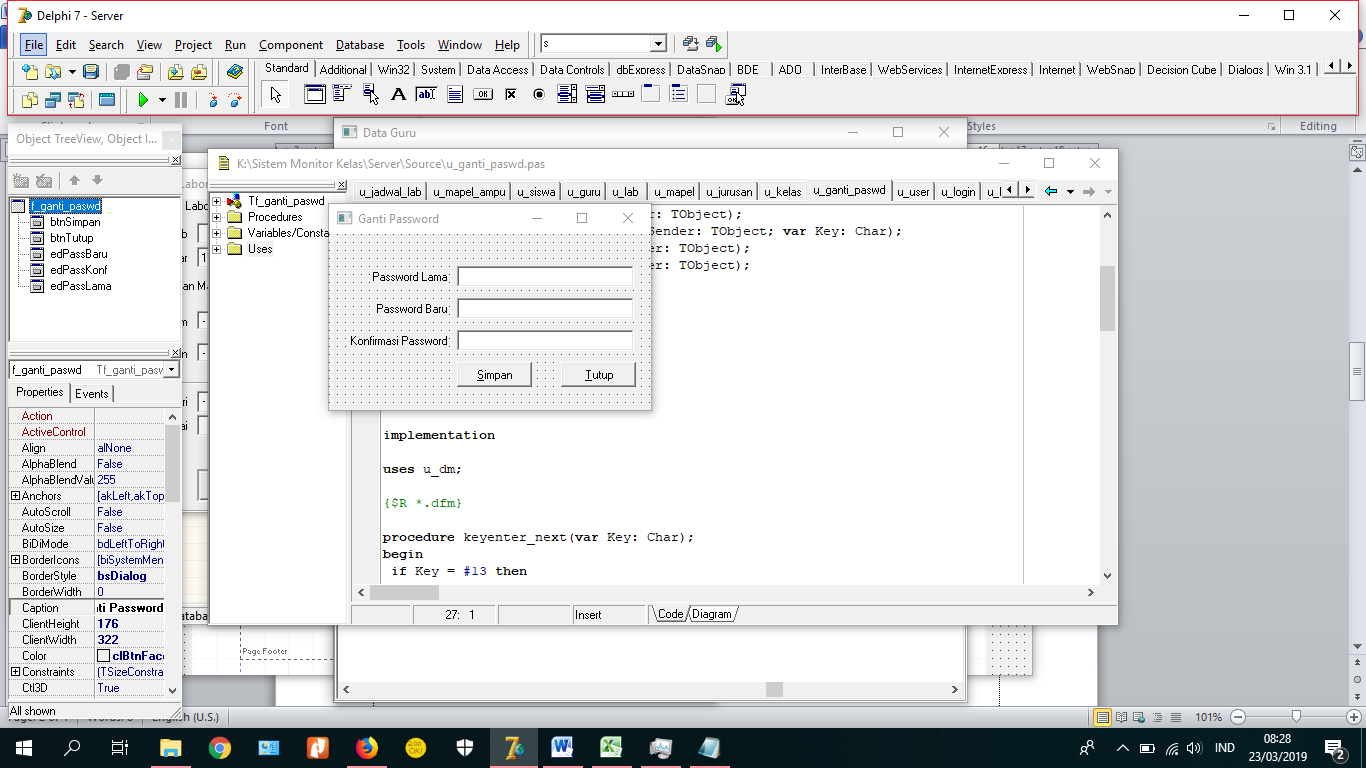 Delphi 7 - Server
File Edit Search View Project Run Component Database Tools Window Help
s
Standard Additional Win32 System Data Access Data Controls dbExpress DataSnap BDE ADO InterBase WebServices InternetExpress Internet WebSnap Decision Cube Dialogs Win 3.1
Font
Styles
Editing
Object TreeView, Object I...
f_ganti_paswd
btnSimpan
btnTutup
edPassBaru
edPassKonf
edPassLama
f_ganti_paswd Tf_ganti_pasw
Properties Events
Action
ActiveControl
Align alNone
AlphaBlend False
AlphaBlendValu 255
Anchors [akLeft,akTop
AutoScroll False
AutoSize False
BiDiMode bdLeftToRight
BorderIcons [biSystemMen
BorderStyle bsDialog
BorderWidth 0
Caption ti Password
ClientHeight 176
ClientWidth 322
Color clBtnFace
Constraints (TSizeConstra
Ctl3D True
All shown
Data Guru
K:\Sistem Monitor Kelas\Server\Source\u_ganti_paswd.pas
u_jadwal_lab u_mapel_ampu u_siswa u_guru u_lab u_mapel u_jurusan u_kelas u_ganti_paswd u_user u_login
Tf_ganti_paswd
Procedures
Variables/Consta
Uses
Ganti Password
Password Lama
Password Baru
Konfirmasi Password
Simpan Tutup
er: TObject);
Sender: TObject; var Key: Char);
er: TObject);
er: TObject);
implementation
uses u_dm;
{$R *.dfm}
procedure keyenter_next(var Key: Char);
begin
if Key = #13 then
27: 1 Insert Code Diagram
Page Footer
English (U.S.)
101%
IND
08:28
23/03/2019
2